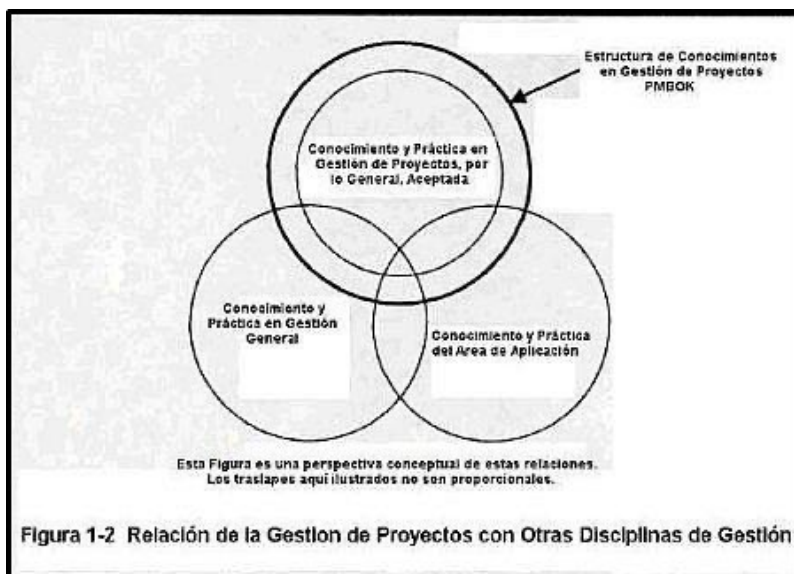 Estructura de Conocimientos
en Gestión de Proyectos
PMBOK
Conocimiento y Práctica en
Gestión de Proyectos, por
lo General, Aceptada
Conocimiento y
Práctica en Gestión
General
Conocimiento y Práctica
del Area de Aplicación
Esta Figura es una perspectiva conceptual de estas relaciones.
Los traslapes aquí ilustrados no son proporcionales.
Figura 1-2 Relación de la Gestion de Proyectos con Otras Disciplinas de Gestión